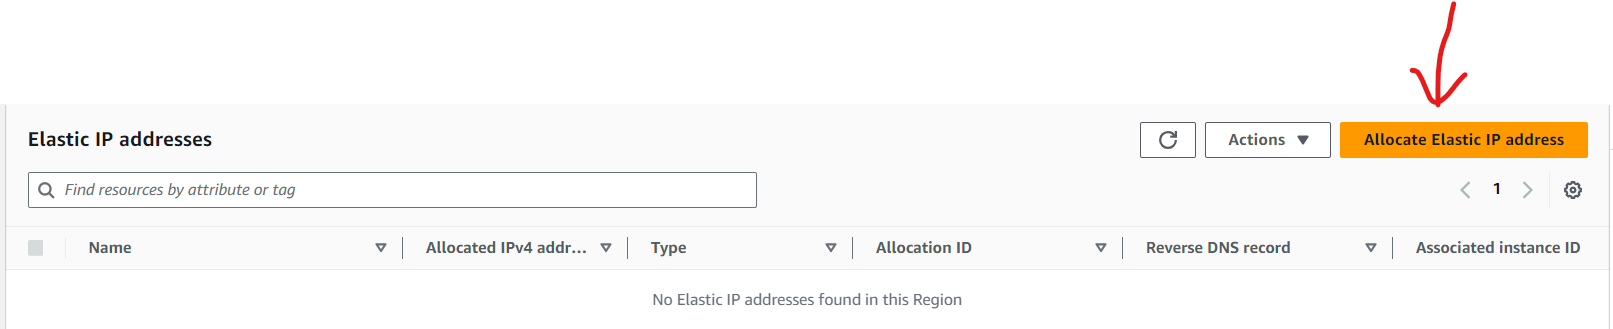 Elastic IP addresses
Actions
Allocate Elastic IP address
Find resources by attribute or tag
1
Name
Allocated IPv4 addr...
Type
Allocation ID
Reverse DNS record
Associated instance ID
No Elastic IP addresses found in this Region